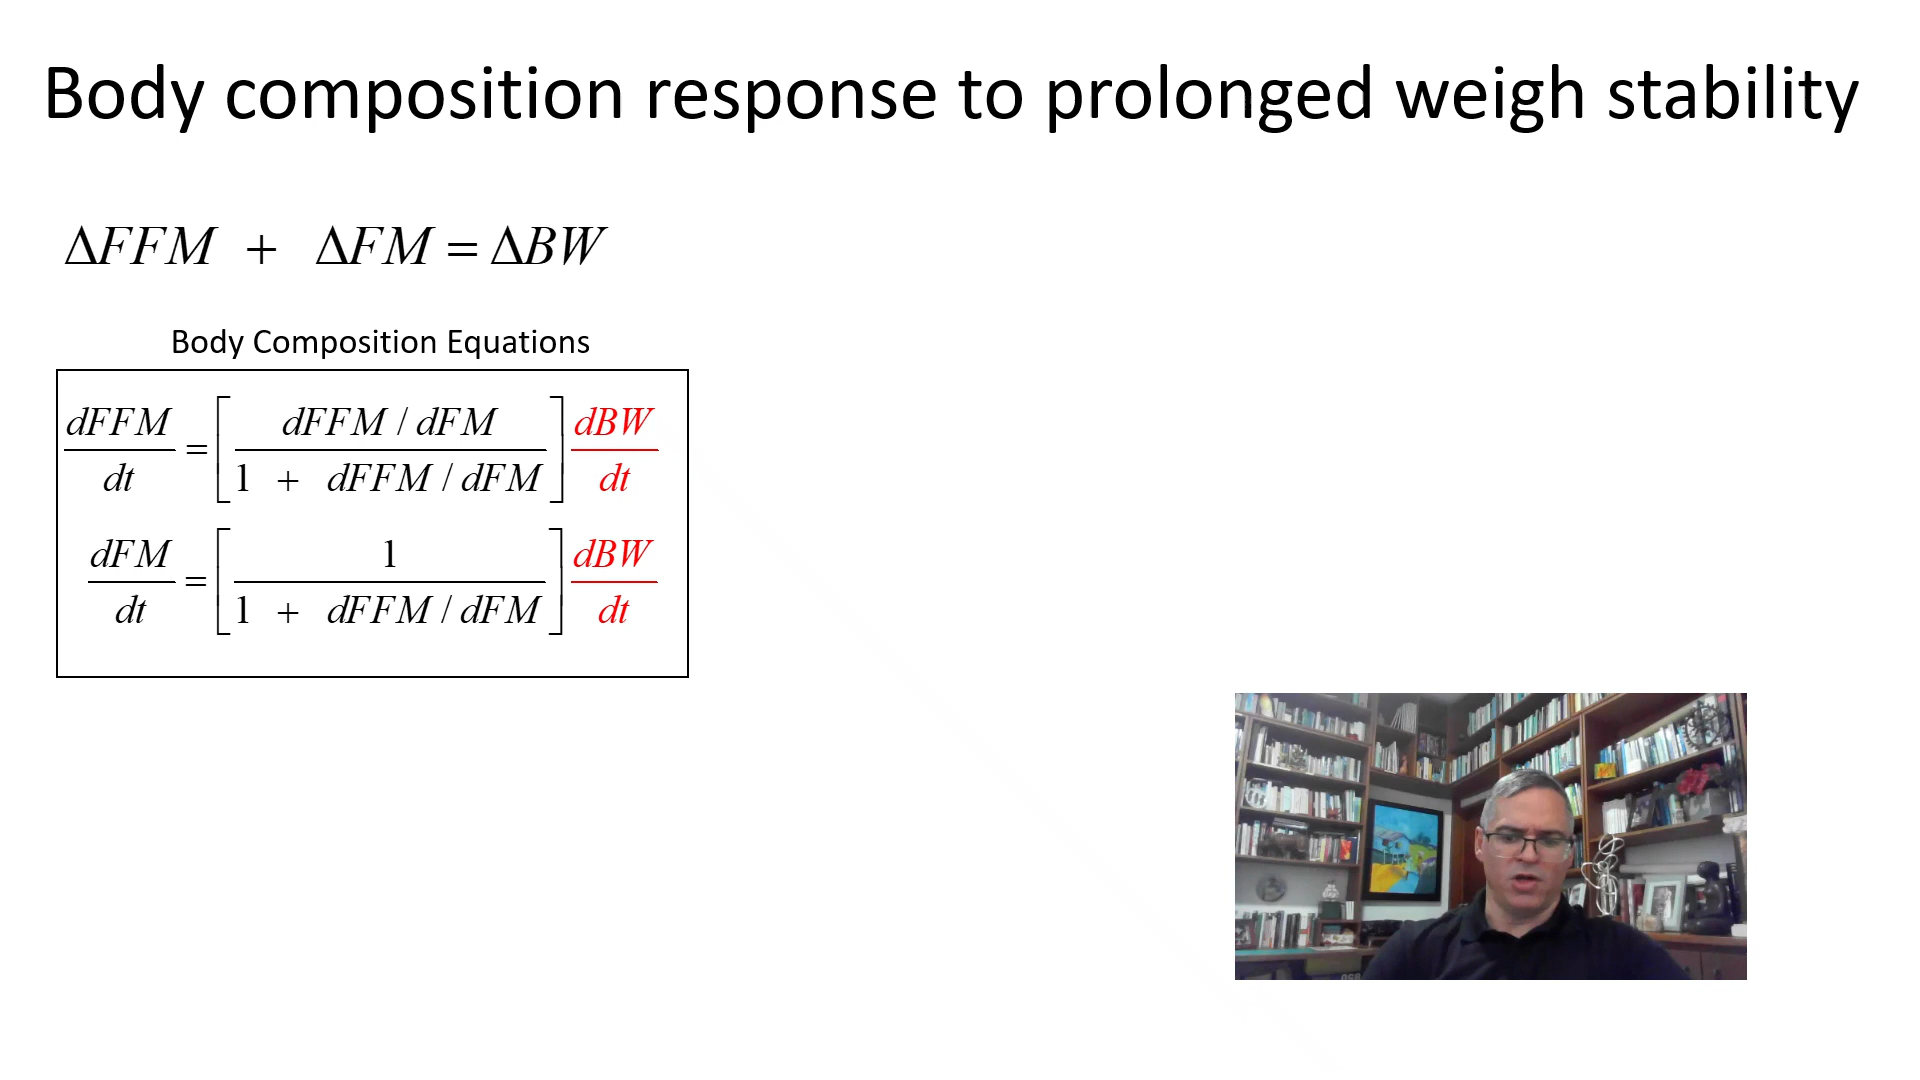 Body composition response to prolonged weigh stability
ΔFFM + ΔFM = ΔBW
Body Composition Equations
dFFM/dt = [ (dFFM / dFM) / (1 + dFFM / dFM) ] dBW/dt
dFM/dt = [ 1 / (1 + dFFM / dFM) ] dBW/dt